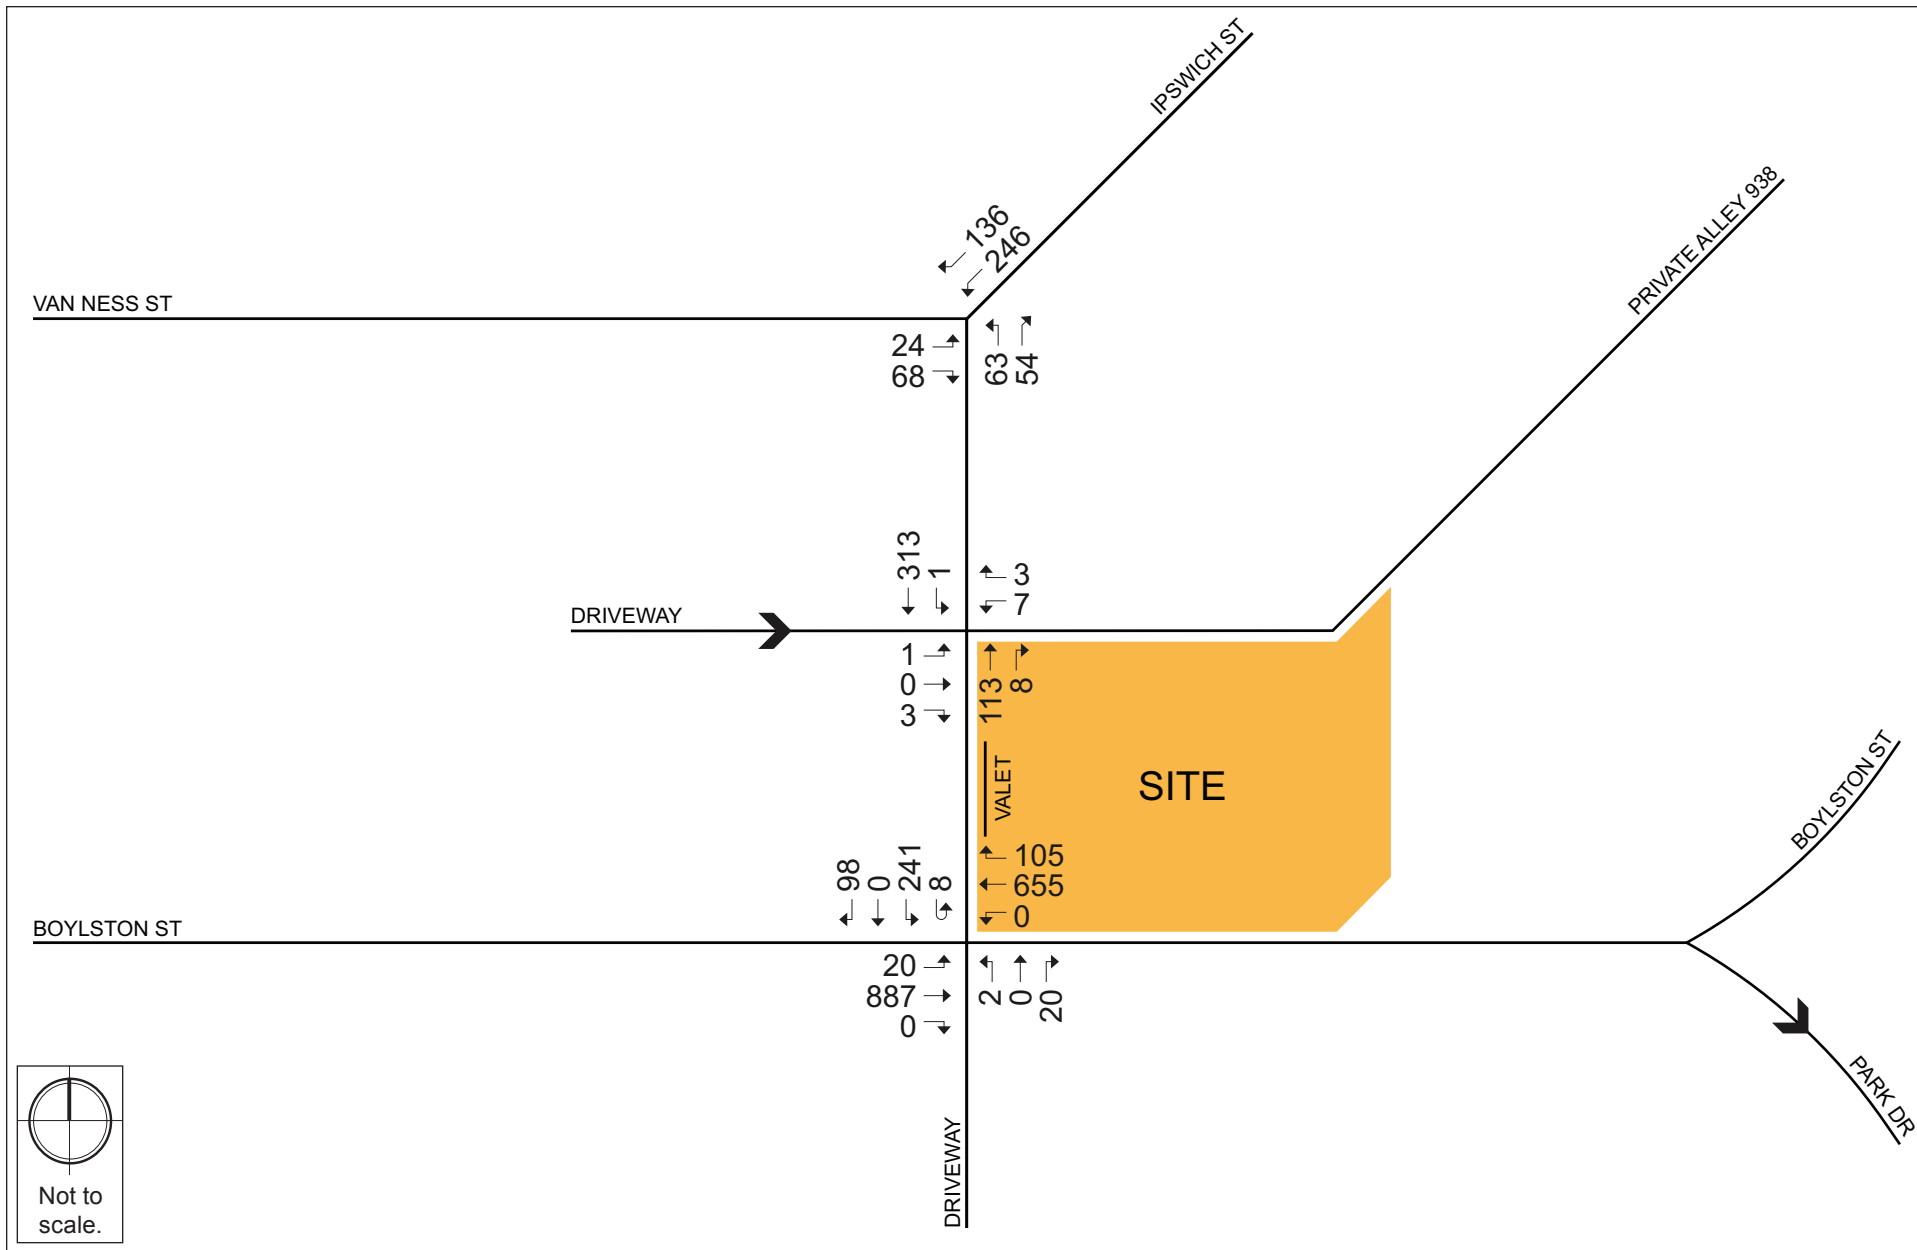 IPSWICH ST
PRIVATE ALLEY 938
136
246
VAN NESS ST
24
68
63
54
313
1
3
7
DRIVEWAY
1
0
3
113
8
VALET
SITE
BOYLSTON ST
98
0
241
8
105
655
0
BOYLSTON ST
20
887
0
2
0
20
PARK DR
DRIVEWAY
Not to
scale.